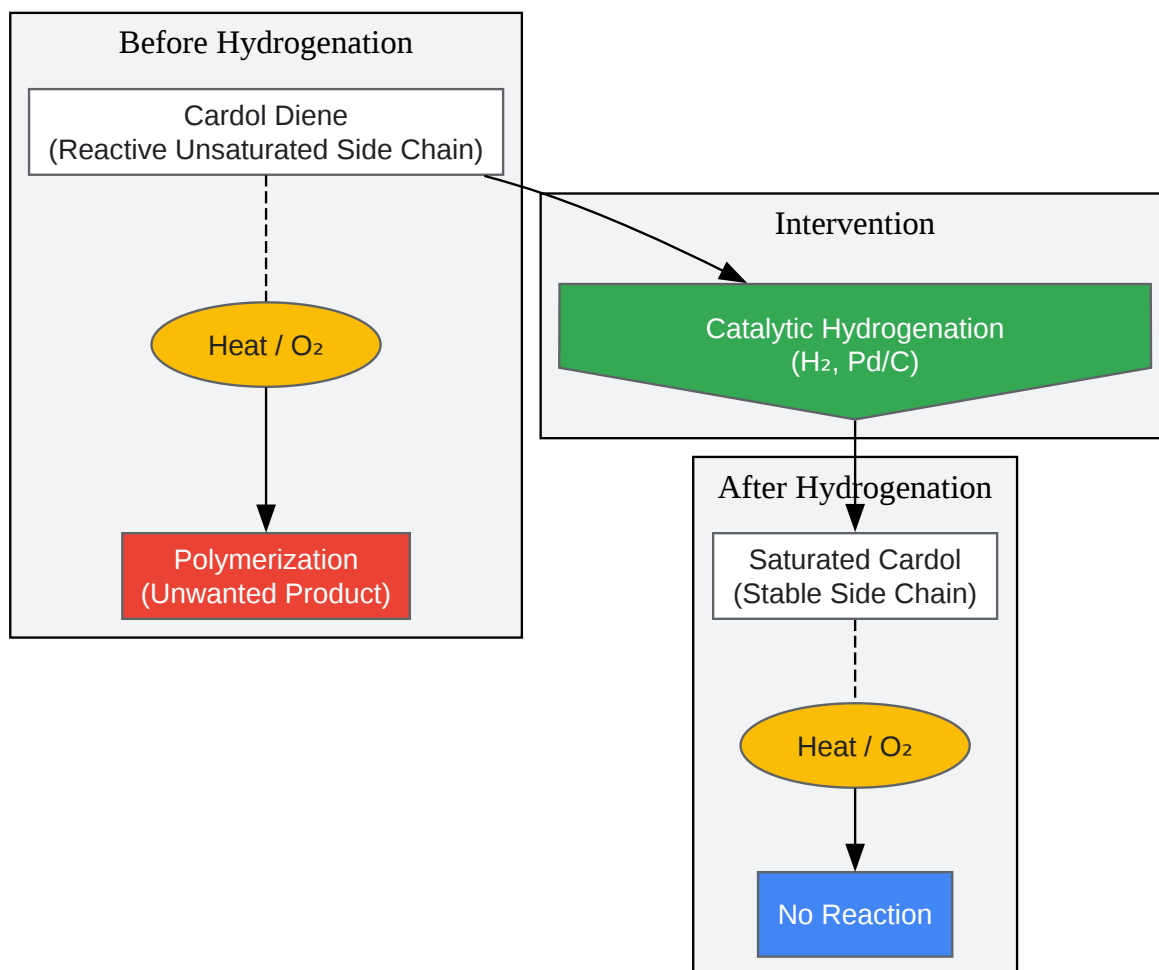 Before Hydrogenation
Cardol Diene
(Reactive Unsaturated Side Chain)
Heat / O₂
Polymerization
(Unwanted Product)
Intervention
Catalytic Hydrogenation
(H₂, Pd/C)
After Hydrogenation
Saturated Cardol
(Stable Side Chain)
Heat / O₂
No Reaction